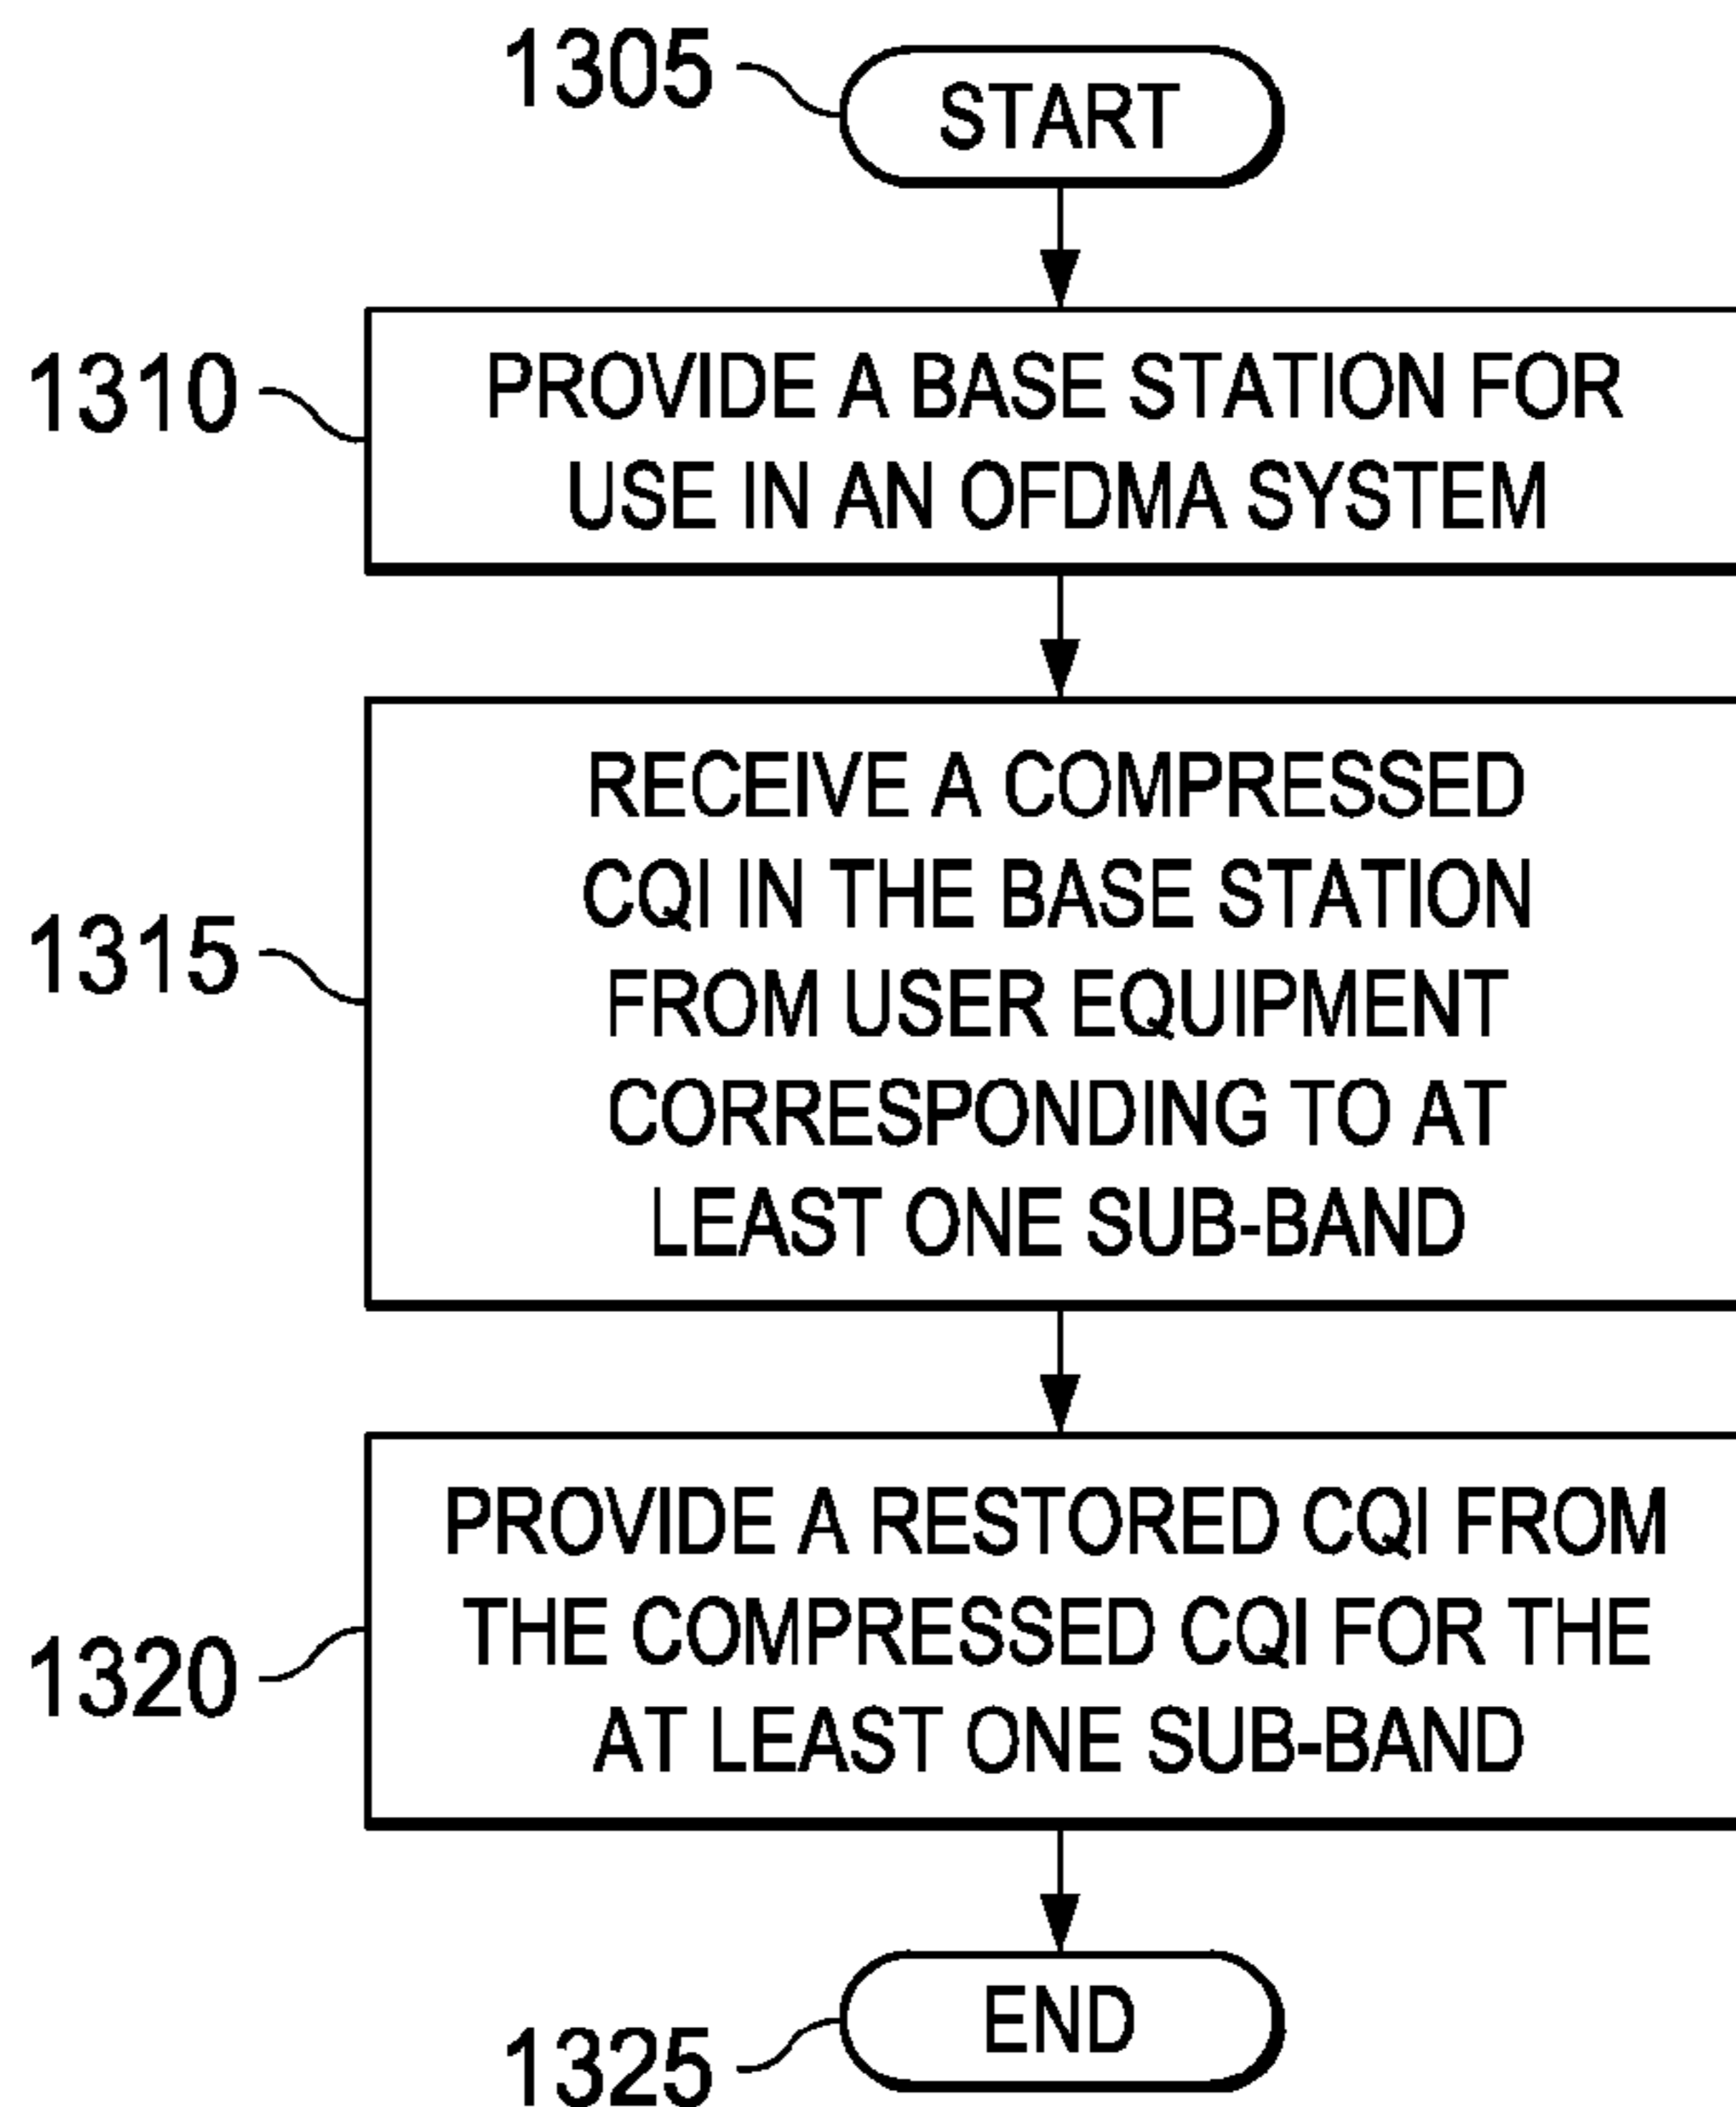 1305
START
1310
PROVIDE A BASE STATION FOR
USE IN AN OFDMA SYSTEM
1315
RECEIVE A COMPRESSED
CQI IN THE BASE STATION
FROM USER EQUIPMENT
CORRESPONDING TO AT
LEAST ONE SUB-BAND
1320
PROVIDE A RESTORED CQI FROM
THE COMPRESSED CQI FOR THE
AT LEAST ONE SUB-BAND
1325
END